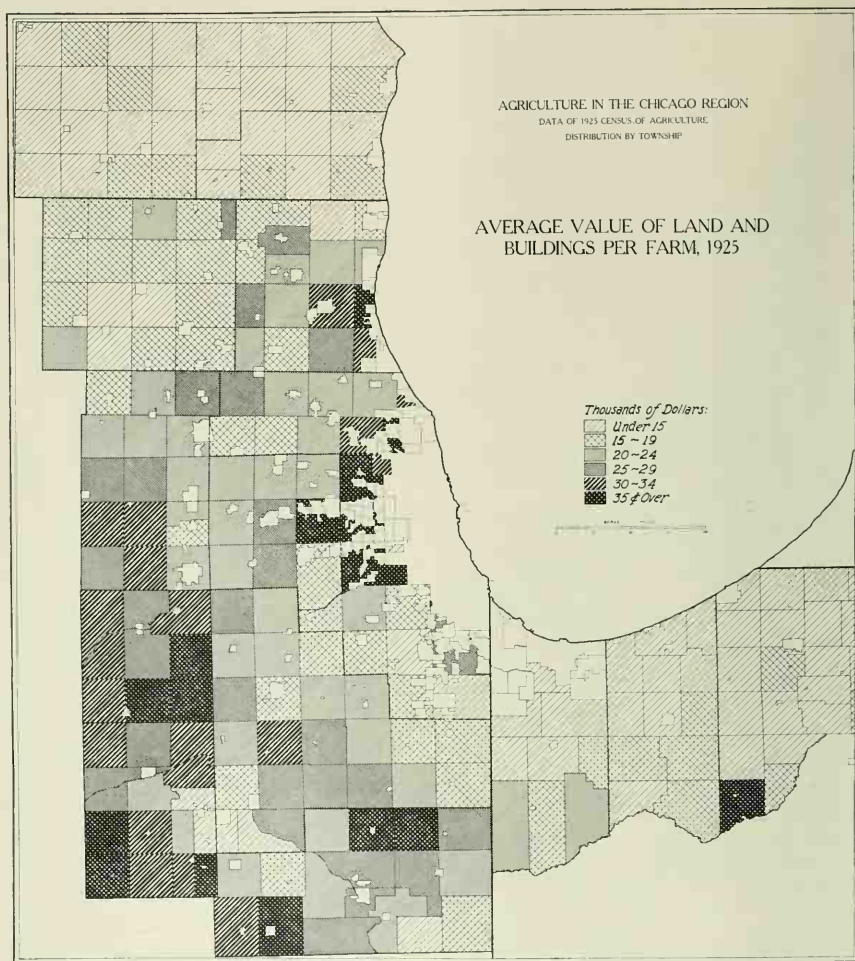 AGRICULTURE IN THE CHICAGO REGION
DATA OF 1925 CENSUS OF AGRICULTURE
DISTRIBUTION BY TOWNSHIP
AVERAGE VALUE OF LAND AND
BUILDINGS PER FARM, 1925
Thousands of Dollars:
Under 15
15~19
20~24
25~29
30~34
35 & Over